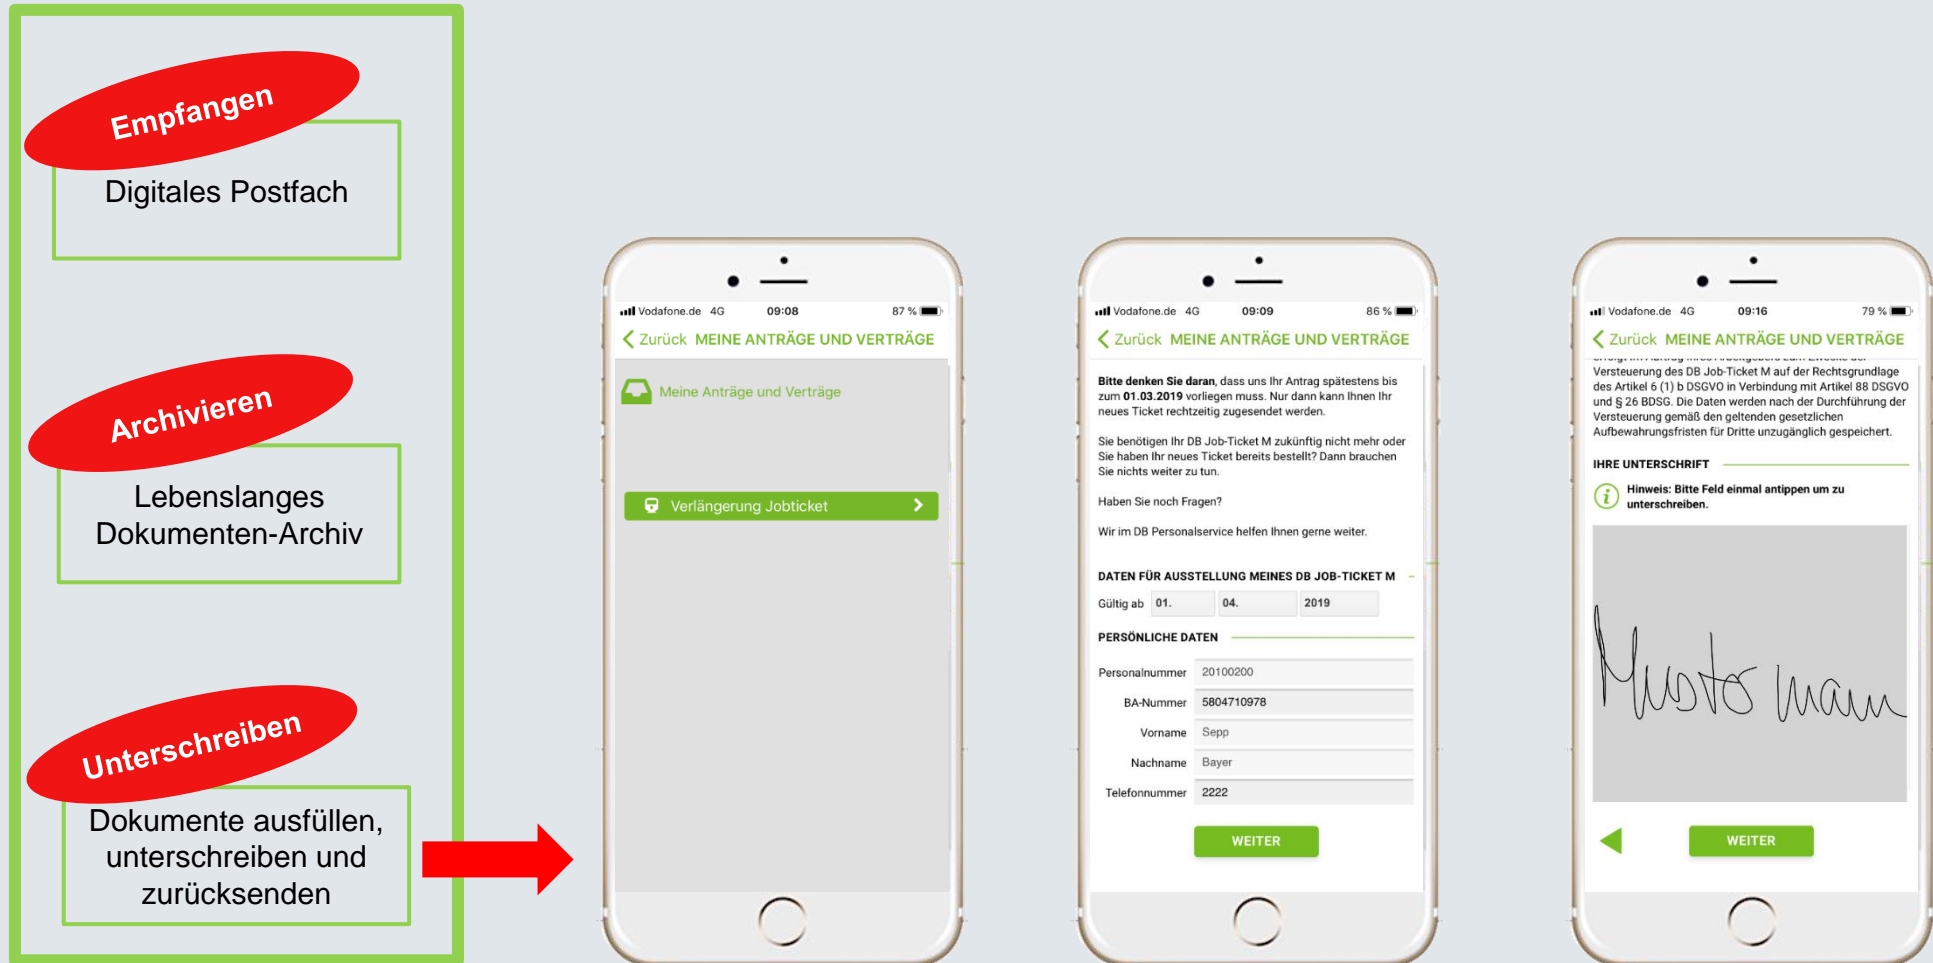 Empfangen
Digitales Postfach
Archivieren
Lebenslanges
Dokumenten-Archiv
Unterschreiben
Dokumente ausfüllen,
unterschreiben und
zurücksenden
Vodafone.de 4G 09:08 87 %
Zurück MEINE ANTRÄGE UND VERTRÄGE
Meine Anträge und Verträge
Verlängerung Jobticket
Vodafone.de 4G 09:09 86 %
Zurück MEINE ANTRÄGE UND VERTRÄGE
Bitte denken Sie daran, dass uns Ihr Antrag spätestens bis
zum 01.03.2019 vorliegen muss. Nur dann kann Ihnen Ihr
neues Ticket rechtzeitig zugesendet werden.
Sie benötigen Ihr DB Job-Ticket M zukünftig nicht mehr oder
Sie haben Ihr neues Ticket bereits bestellt? Dann brauchen
Sie nichts weiter zu tun.
Haben Sie noch Fragen?
Wir im DB Personalservice helfen Ihnen gerne weiter.
DATEN FÜR AUSSTELLUNG MEINES DB JOB-TICKET M
Gültig ab 01. 04. 2019
PERSÖNLICHE DATEN
Personalnummer 20100200
BA-Nummer 5804710978
Vorname Sepp
Nachname Bayer
Telefonnummer 2222
WEITER
Vodafone.de 4G 09:16 79 %
Zurück MEINE ANTRÄGE UND VERTRÄGE
Versteuerung des DB Job-Ticket M auf der Rechtsgrundlage
des Artikel 6 (1) b DSGVO in Verbindung mit Artikel 88 DSGVO
und § 26 BDSG. Die Daten werden nach der Durchführung der
Versteuerung gemäß den geltenden gesetzlichen
Aufbewahrungsfristen für Dritte unzugänglich gespeichert.
IHRE UNTERSCHRIFT
Hinweis: Bitte Feld einmal antippen um zu
unterschreiben.
Mustermann
WEITER